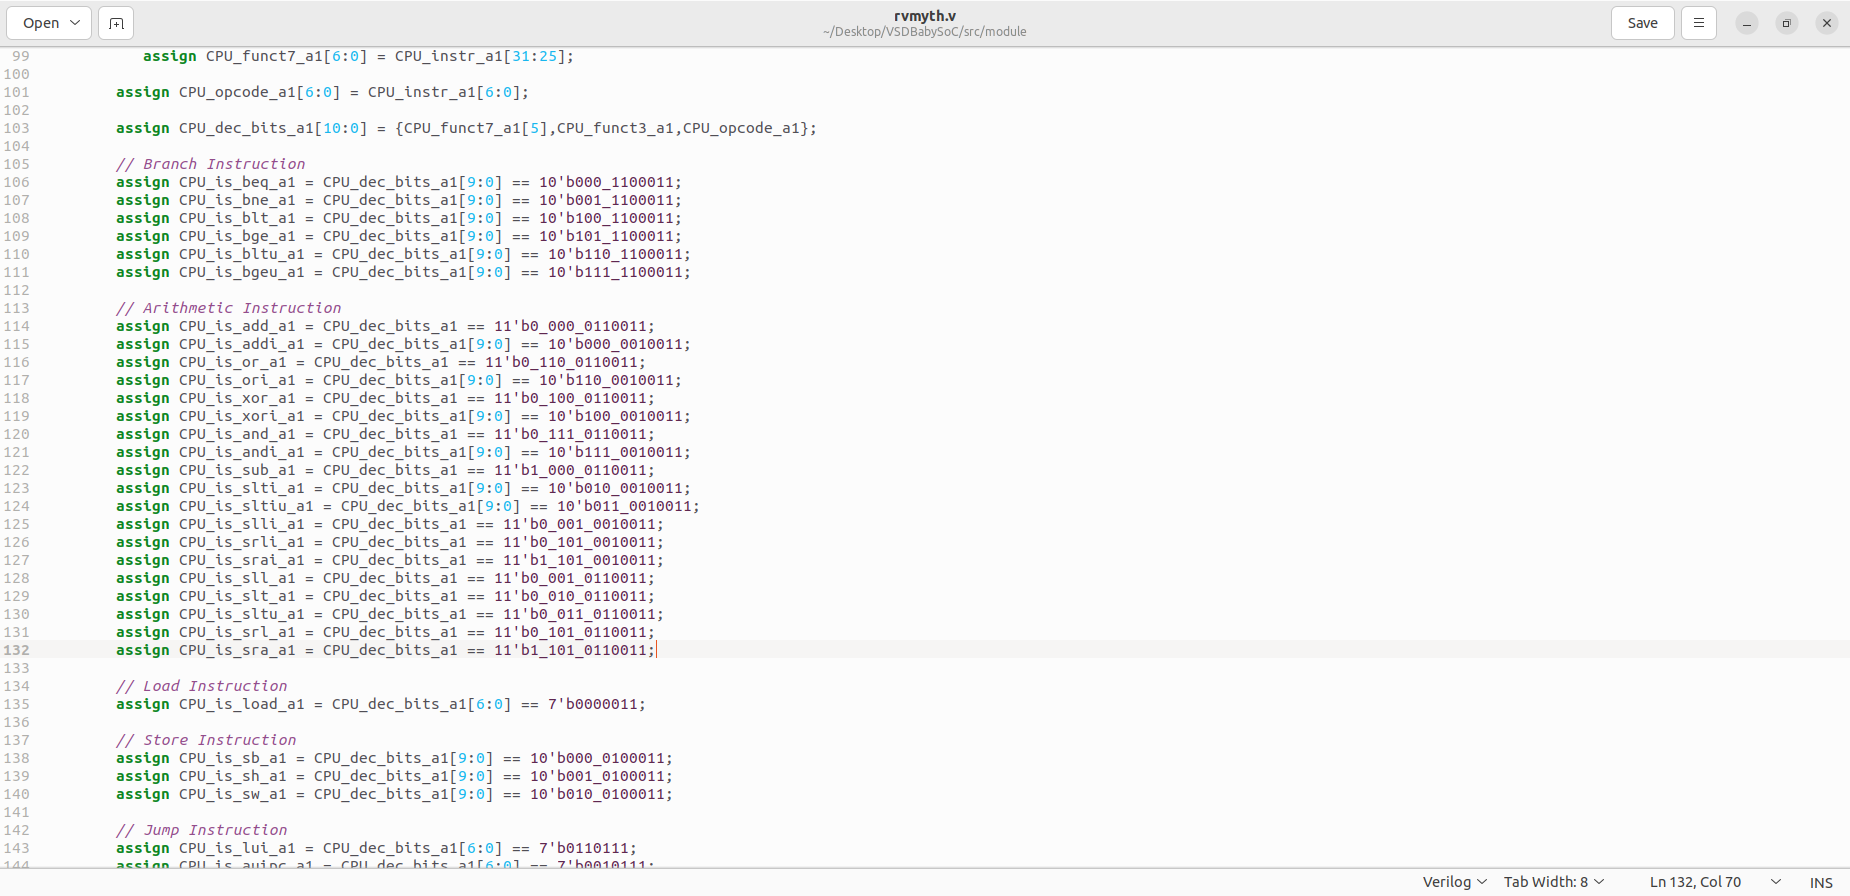 Open
rvmyth.v
~/Desktop/VSDBabySoC/src/module
Save
99 assign CPU_funct7_a1[6:0] = CPU_instr_a1[31:25];
100
101 assign CPU_opcode_a1[6:0] = CPU_instr_a1[6:0];
102
103 assign CPU_dec_bits_a1[10:0] = {CPU_funct7_a1[5],CPU_funct3_a1,CPU_opcode_a1};
104
105 // Branch Instruction
106 assign CPU_is_beq_a1 = CPU_dec_bits_a1[9:0] == 10'b000_1100011;
107 assign CPU_is_bne_a1 = CPU_dec_bits_a1[9:0] == 10'b001_1100011;
108 assign CPU_is_blt_a1 = CPU_dec_bits_a1[9:0] == 10'b100_1100011;
109 assign CPU_is_bge_a1 = CPU_dec_bits_a1[9:0] == 10'b101_1100011;
110 assign CPU_is_bltu_a1 = CPU_dec_bits_a1[9:0] == 10'b110_1100011;
111 assign CPU_is_bgeu_a1 = CPU_dec_bits_a1[9:0] == 10'b111_1100011;
112
113 // Arithmetic Instruction
114 assign CPU_is_add_a1 = CPU_dec_bits_a1 == 11'b0_000_0110011;
115 assign CPU_is_addi_a1 = CPU_dec_bits_a1[9:0] == 10'b000_0010011;
116 assign CPU_is_or_a1 = CPU_dec_bits_a1 == 11'b0_110_0110011;
117 assign CPU_is_ori_a1 = CPU_dec_bits_a1[9:0] == 10'b110_0010011;
118 assign CPU_is_xor_a1 = CPU_dec_bits_a1 == 11'b0_100_0110011;
119 assign CPU_is_xori_a1 = CPU_dec_bits_a1[9:0] == 10'b100_0010011;
120 assign CPU_is_and_a1 = CPU_dec_bits_a1 == 11'b0_111_0110011;
121 assign CPU_is_andi_a1 = CPU_dec_bits_a1[9:0] == 10'b111_0010011;
122 assign CPU_is_sub_a1 = CPU_dec_bits_a1 == 11'b1_000_0110011;
123 assign CPU_is_slti_a1 = CPU_dec_bits_a1[9:0] == 10'b010_0010011;
124 assign CPU_is_sltiu_a1 = CPU_dec_bits_a1[9:0] == 10'b011_0010011;
125 assign CPU_is_slli_a1 = CPU_dec_bits_a1 == 11'b0_001_0010011;
126 assign CPU_is_srli_a1 = CPU_dec_bits_a1 == 11'b0_101_0010011;
127 assign CPU_is_srai_a1 = CPU_dec_bits_a1 == 11'b1_101_0010011;
128 assign CPU_is_sll_a1 = CPU_dec_bits_a1 == 11'b0_001_0110011;
129 assign CPU_is_slt_a1 = CPU_dec_bits_a1 == 11'b0_010_0110011;
130 assign CPU_is_sltu_a1 = CPU_dec_bits_a1 == 11'b0_011_0110011;
131 assign CPU_is_srl_a1 = CPU_dec_bits_a1 == 11'b0_101_0110011;
132 assign CPU_is_sra_a1 = CPU_dec_bits_a1 == 11'b1_101_0110011;
133
134 // Load Instruction
135 assign CPU_is_load_a1 = CPU_dec_bits_a1[6:0] == 7'b0000011;
136
137 // Store Instruction
138 assign CPU_is_sb_a1 = CPU_dec_bits_a1[9:0] == 10'b000_0100011;
139 assign CPU_is_sh_a1 = CPU_dec_bits_a1[9:0] == 10'b001_0100011;
140 assign CPU_is_sw_a1 = CPU_dec_bits_a1[9:0] == 10'b010_0100011;
141
142 // Jump Instruction
143 assign CPU_is_lui_a1 = CPU_dec_bits_a1[6:0] == 7'b0110111;
144 assign CPU_is_auipc_a1 = CPU_dec_bits_a1[6:0] == 7'b0010111;
Verilog Tab Width: 8 Ln 132, Col 70 INS